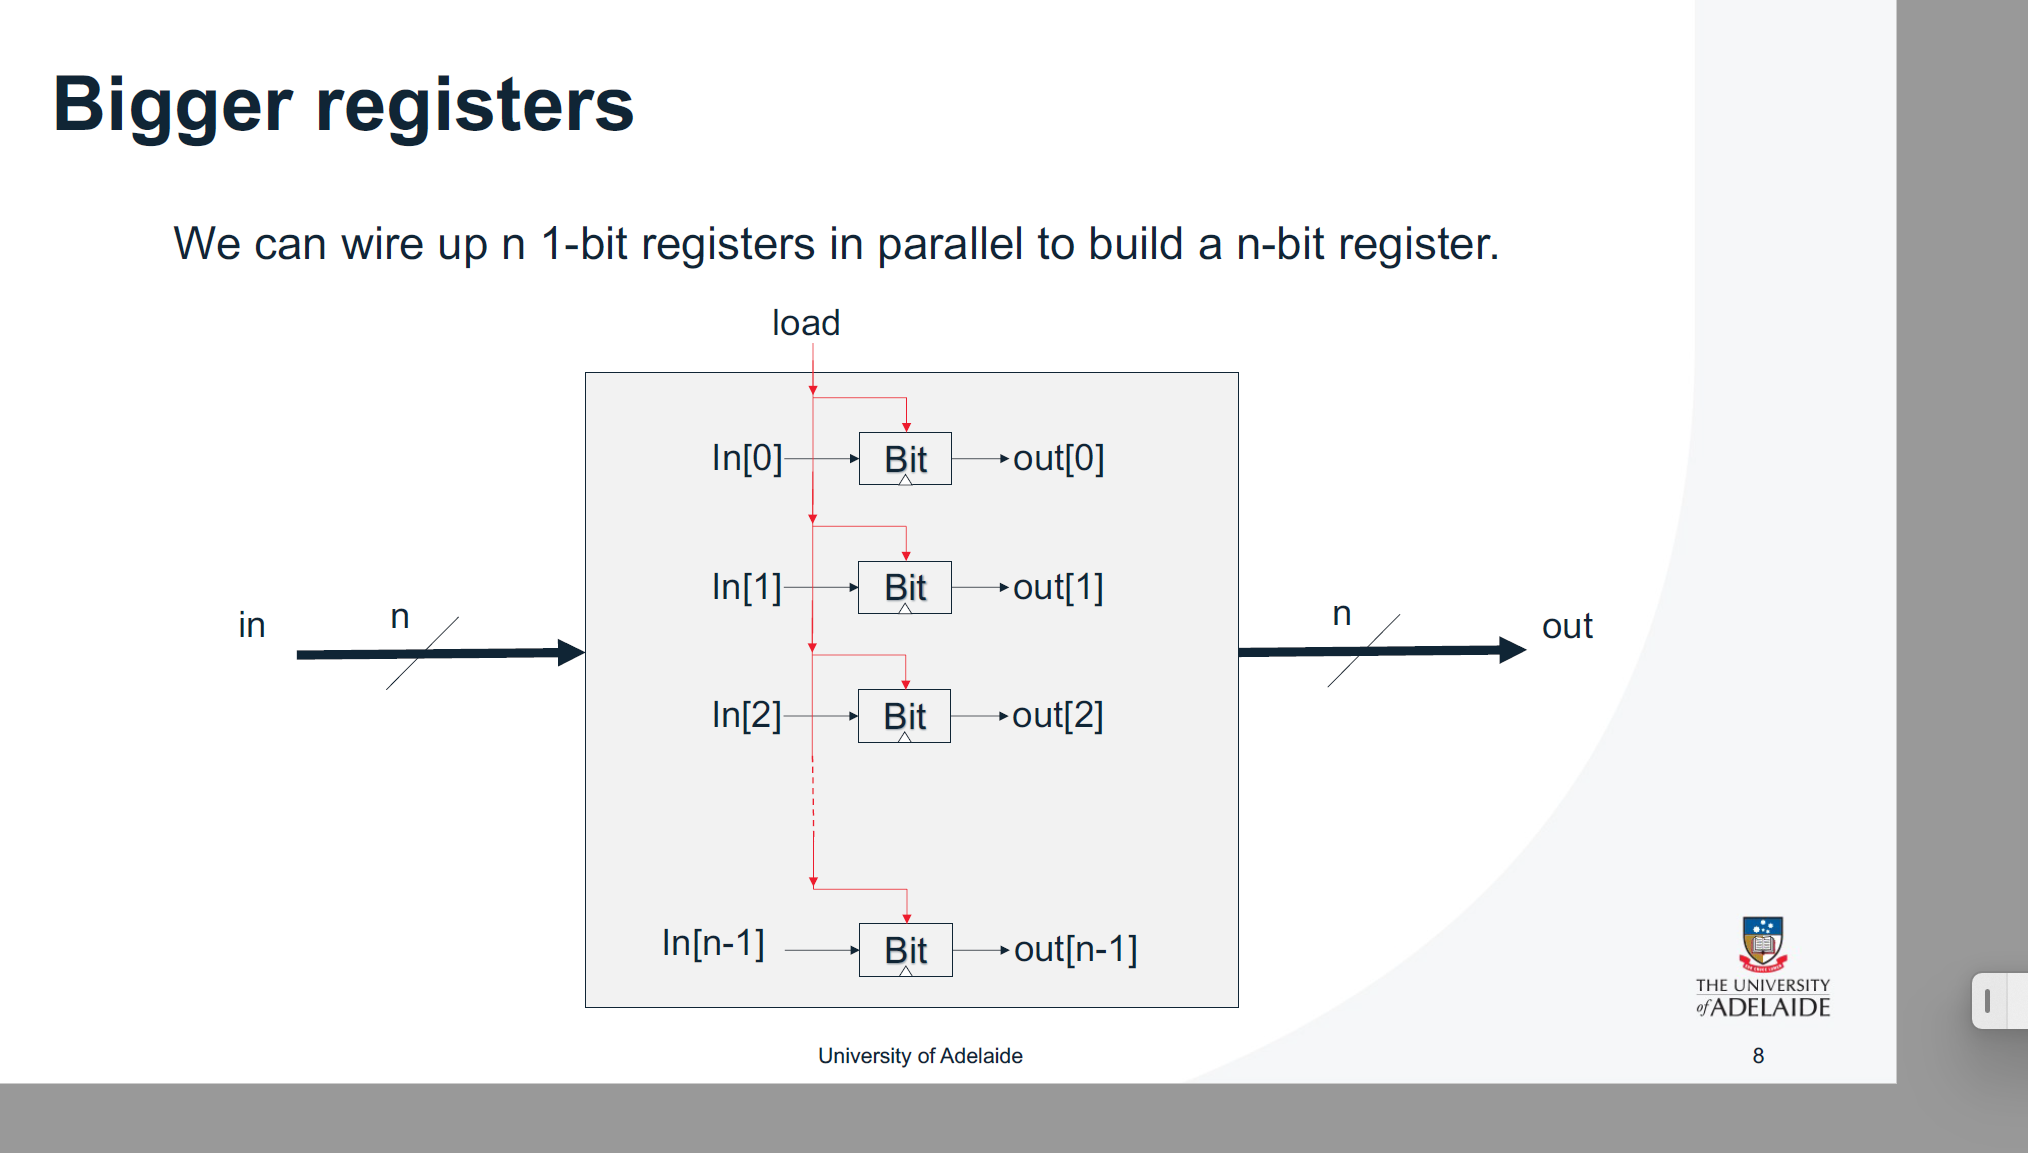 Bigger registers
We can wire up n 1-bit registers in parallel to build a n-bit register.
load
In[0] Bit out[0]
In[1] Bit out[1]
in n n out
In[2] Bit out[2]
In[n-1] Bit out[n-1]
THE UNIVERSITY
of ADELAIDE
University of Adelaide 8